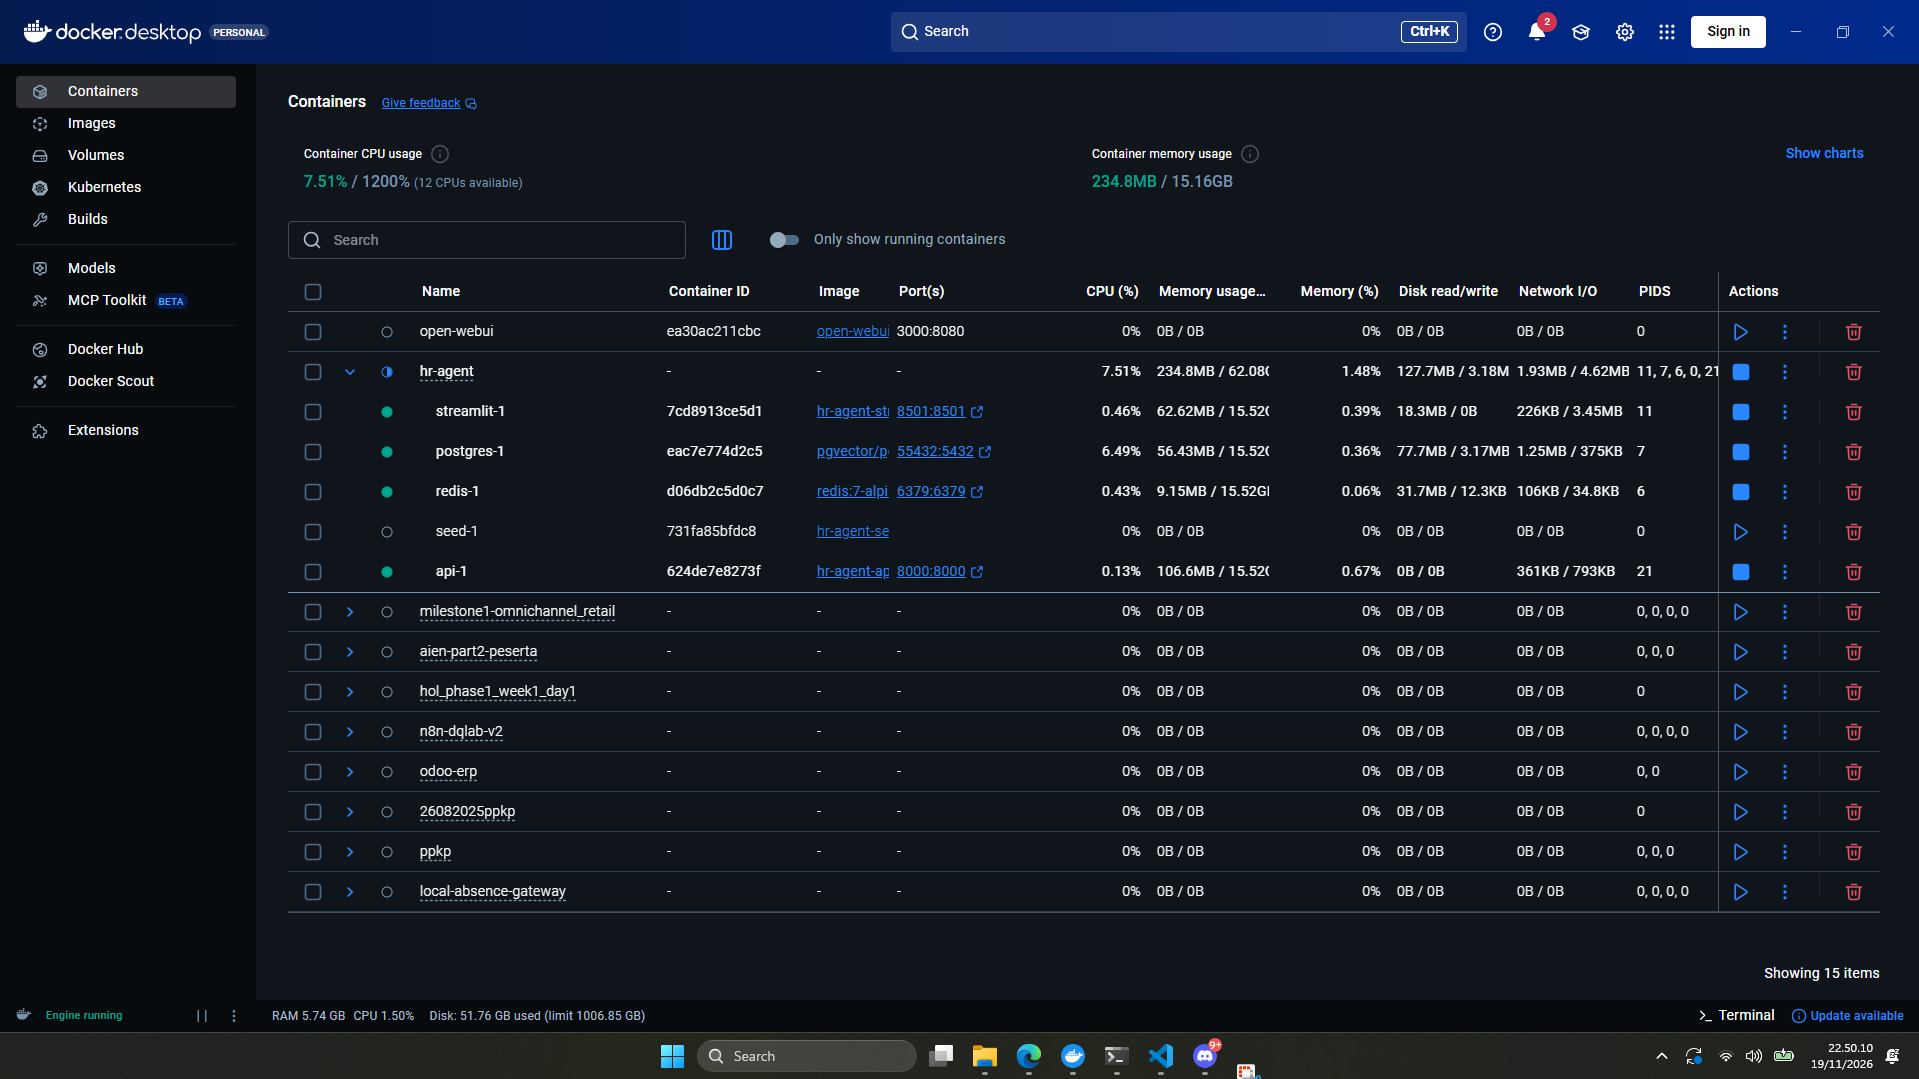 docker.desktop PERSONAL
Search Ctrl+K
2
Sign in
Containers
Images
Volumes
Kubernetes
Builds
Models
MCP Toolkit BETA
Docker Hub
Docker Scout
Extensions
Containers Give feedback
Container CPU usage
7.51% / 1200% (12 CPUs available)
Container memory usage
234.8MB / 15.16GB
Show charts
Search
Only show running containers
Name Container ID Image Port(s) CPU (%) Memory usage... Memory (%) Disk read/write Network I/O PIDS Actions
open-webui ea30ac211cbc open-webui 3000:8080 0% 0B / 0B 0% 0B / 0B 0B / 0B 0
hr-agent - - - 7.51% 234.8MB / 62.08G 1.48% 127.7MB / 3.18M 1.93MB / 4.62MB 11, 7, 6, 0, 21
streamlit-1 7cd8913ce5d1 hr-agent-str 8501:8501 0.46% 62.62MB / 15.52G 0.39% 18.3MB / 0B 226KB / 3.45MB 11
postgres-1 eac7e774d2c5 pgvector/p 55432:5432 6.49% 56.43MB / 15.52G 0.36% 77.7MB / 3.17MB 1.25MB / 375KB 7
redis-1 d06db2c5d0c7 redis:7-alpi 6379:6379 0.43% 9.15MB / 15.52G 0.06% 31.7MB / 12.3KB 106KB / 34.8KB 6
seed-1 731fa85bfdc8 hr-agent-se 0% 0B / 0B 0% 0B / 0B 0B / 0B 0
api-1 624de7e8273f hr-agent-ap 8000:8000 0.13% 106.6MB / 15.52G 0.67% 0B / 0B 361KB / 793KB 21
milestone1-omnichannel_retail - - - 0% 0B / 0B 0% 0B / 0B 0B / 0B 0, 0, 0, 0
aien-part2-peserta - - - 0% 0B / 0B 0% 0B / 0B 0B / 0B 0, 0, 0
hol_phase1_week1_day1 - - - 0% 0B / 0B 0% 0B / 0B 0B / 0B 0
n8n-dqlab-v2 - - - 0% 0B / 0B 0% 0B / 0B 0B / 0B 0, 0, 0, 0
odoo-erp - - - 0% 0B / 0B 0% 0B / 0B 0B / 0B 0, 0
26082025ppkp - - - 0% 0B / 0B 0% 0B / 0B 0B / 0B 0
ppkp - - - 0% 0B / 0B 0% 0B / 0B 0B / 0B 0, 0, 0
local-absence-gateway - - - 0% 0B / 0B 0% 0B / 0B 0B / 0B 0, 0, 0, 0
Showing 15 items
Engine running
RAM 5.74 GB CPU 1.50% Disk: 51.76 GB used (limit 1006.85 GB)
Terminal
Update available
Search
9+
22.50.10
19/11/2026